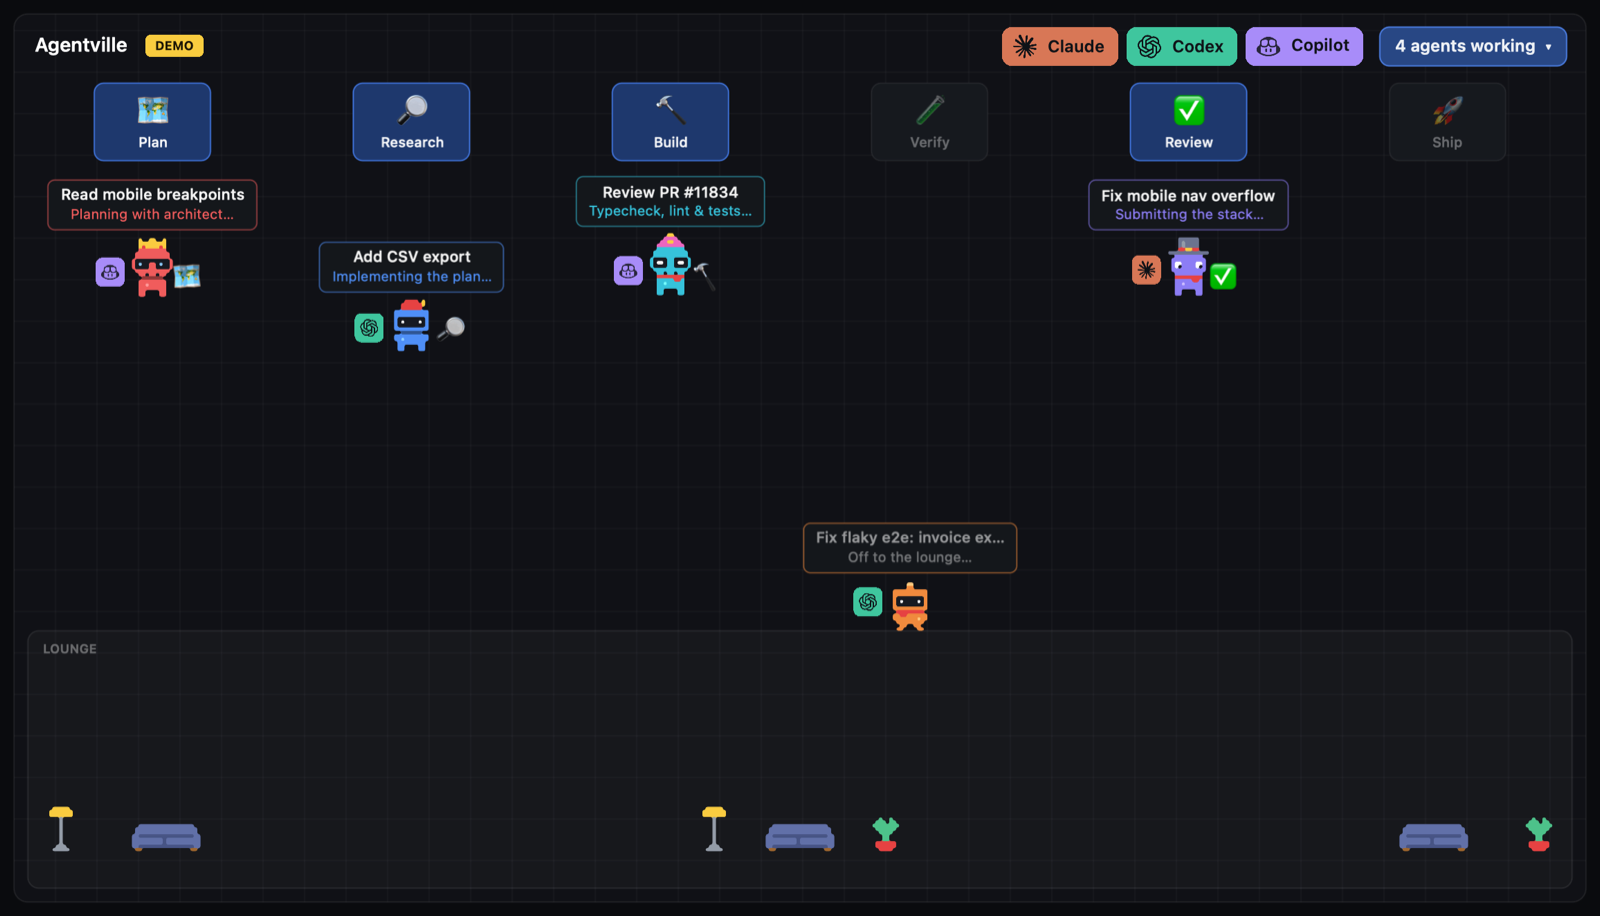 Agentville
DEMO
Claude
Codex
Copilot
4 agents working
Plan
Research
Build
Verify
Review
Ship
Read mobile breakpoints
Planning with architect...
Add CSV export
Implementing the plan...
Review PR #11834
Typecheck, lint & tests...
Fix mobile nav overflow
Submitting the stack...
Fix flaky e2e: invoice ex...
Off to the lounge...
LOUNGE